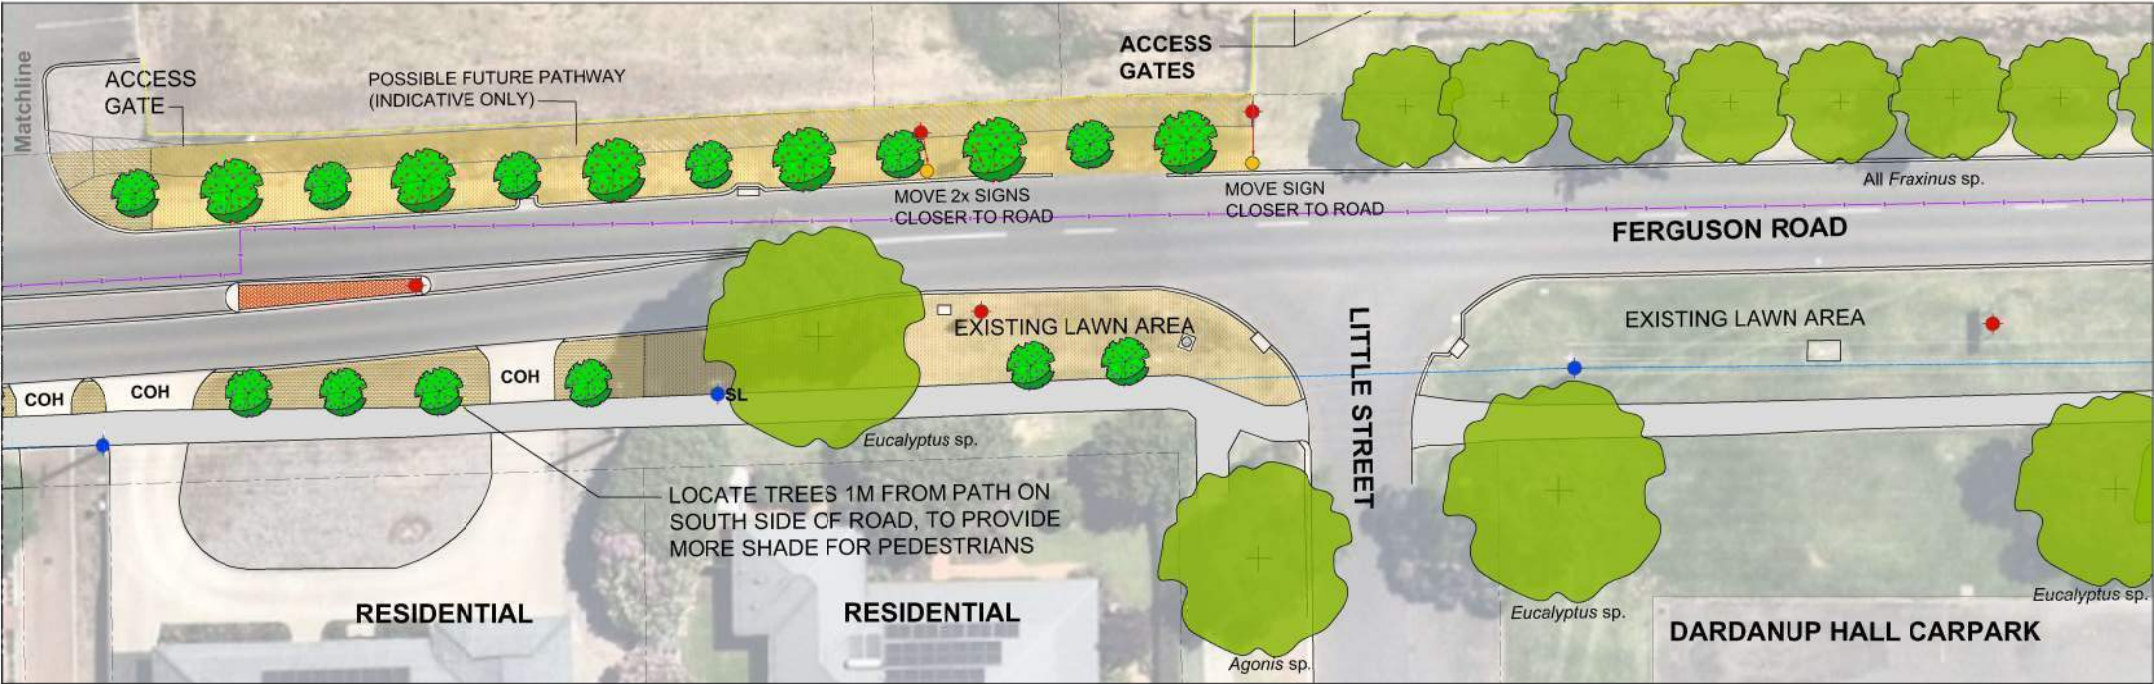 Matchline
ACCESS
GATE
POSSIBLE FUTURE PATHWAY
(INDICATIVE ONLY)
ACCESS
GATES
MOVE 2x SIGNS
CLOSER TO ROAD
MOVE SIGN
CLOSER TO ROAD
All Fraxinus sp.
FERGUSON ROAD
EXISTING LAWN AREA
EXISTING LAWN AREA
LITTLE STREET
COH
COH
COH
SL
Eucalyptus sp.
LOCATE TREES 1M FROM PATH ON
SOUTH SIDE OF ROAD, TO PROVIDE
MORE SHADE FOR PEDESTRIANS
RESIDENTIAL
RESIDENTIAL
Agonis sp.
Eucalyptus sp.
Eucalyptus sp.
DARDANUP HALL CARPARK